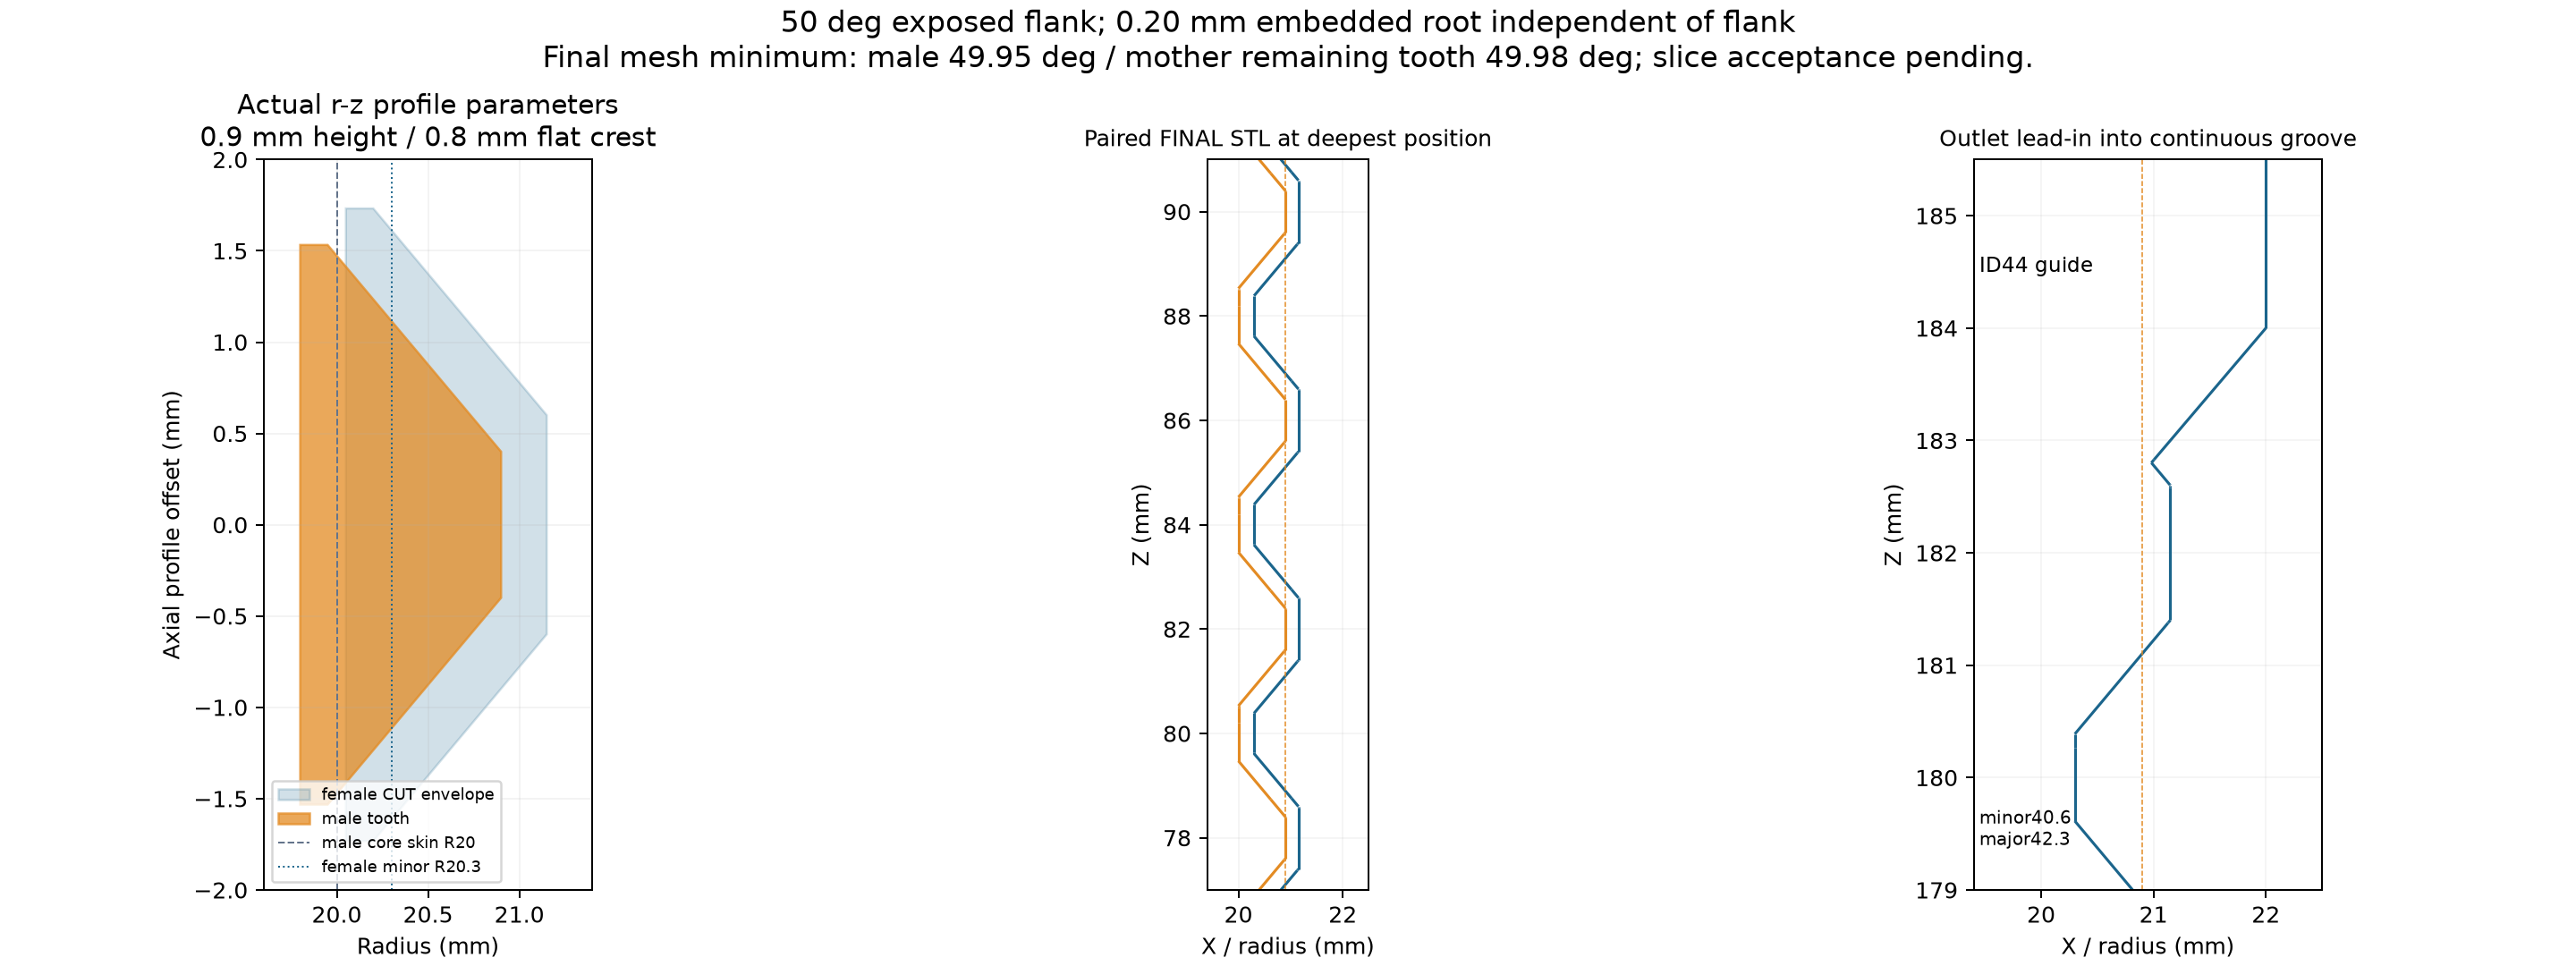 50 deg exposed flank; 0.20 mm embedded root independent of flank
Final mesh minimum: male 49.95 deg / mother remaining tooth 49.98 deg; slice acceptance pending.
Actual r-z profile parameters
0.9 mm height / 0.8 mm flat crest
2.0
1.5
1.0
0.5
0.0
−0.5
−1.0
−1.5
−2.0
Axial profile offset (mm)
female CUT envelope
male tooth
male core skin R20
female minor R20.3
20.0
20.5
21.0
Radius (mm)
Paired FINAL STL at deepest position
90
88
86
84
82
80
78
Z (mm)
20
22
X / radius (mm)
Outlet lead-in into continuous groove
185
184
183
182
181
180
179
Z (mm)
ID44 guide
minor40.6
major42.3
20
21
22
X / radius (mm)